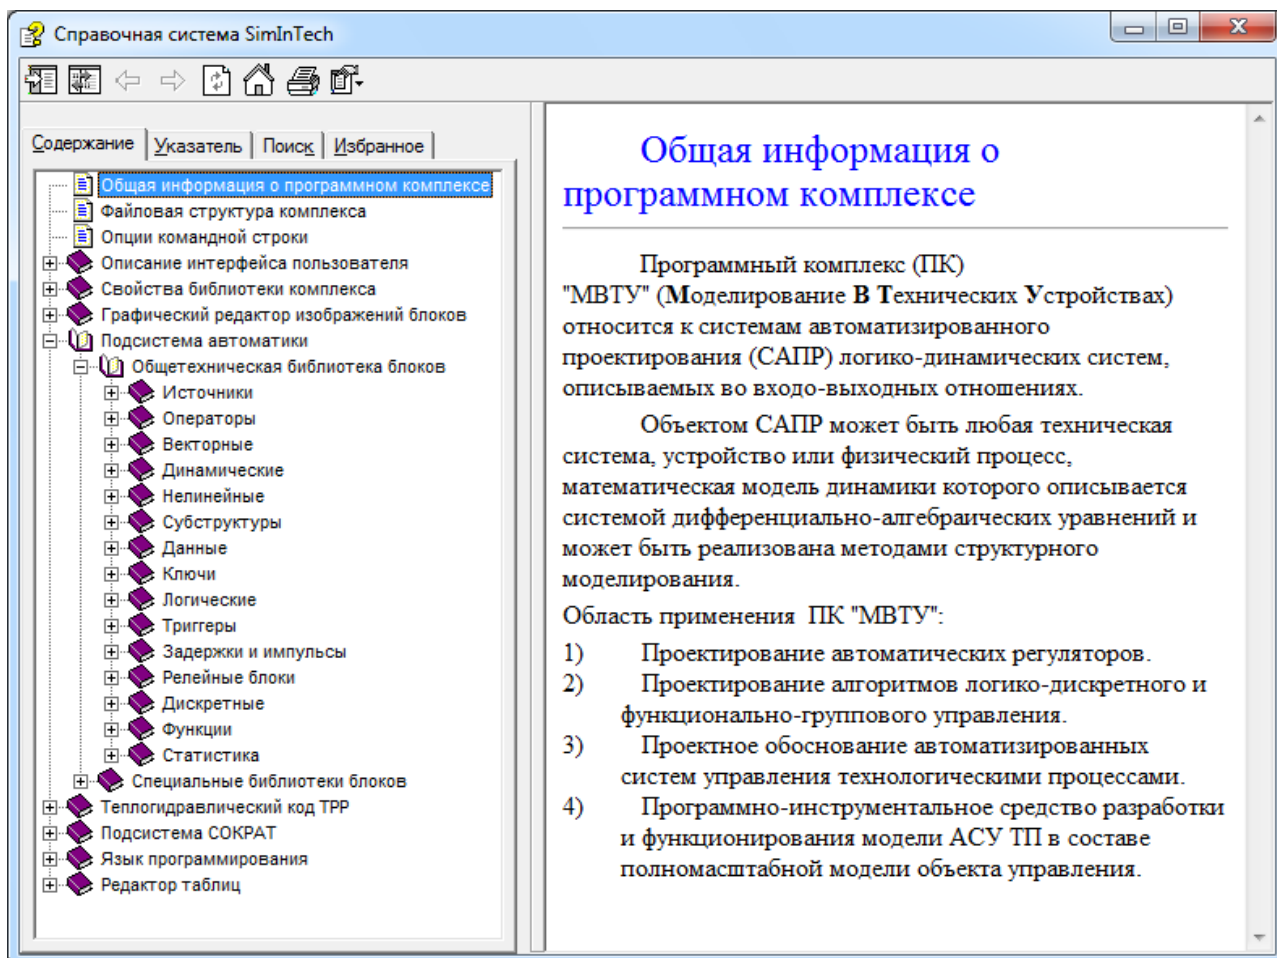 Справочная система SimInTech
Содержание
Указатель
Поиск
Избранное
Общая информация о программном комплексе
Файловая структура комплекса
Опции командной строки
Описание интерфейса пользователя
Свойства библиотеки комплекса
Графический редактор изображений блоков
Подсистема автоматики
Общетехническая библиотека блоков
Источники
Операторы
Векторные
Динамические
Нелинейные
Субструктуры
Данные
Ключи
Логические
Триггеры
Задержки и импульсы
Релейные блоки
Дискретные
Функции
Статистика
Специальные библиотеки блоков
Теплогидравлический код TPP
Подсистема СОКРАТ
Язык программирования
Редактор таблиц
Общая информация о
программном комплексе
Программный комплекс (ПК)
"МВТУ" (Моделирование В Технических Устройствах)
относится к системам автоматизированного
проектирования (САПР) логико-динамических систем,
описываемых во входо-выходных отношениях.
Объектом САПР может быть любая техническая
система, устройство или физический процесс,
математическая модель динамики которого описывается
системой дифференциально-алгебраических уравнений и
может быть реализована методами структурного
моделирования.
Область применения ПК "МВТУ":
1) Проектирование автоматических регуляторов.
2) Проектирование алгоритмов логико-дискретного и
функционально-группового управления.
3) Проектное обоснование автоматизированных
систем управления технологическими процессами.
4) Программно-инструментальное средство разработки
и функционирования модели АСУ ТП в составе
полномасштабной модели объекта управления.